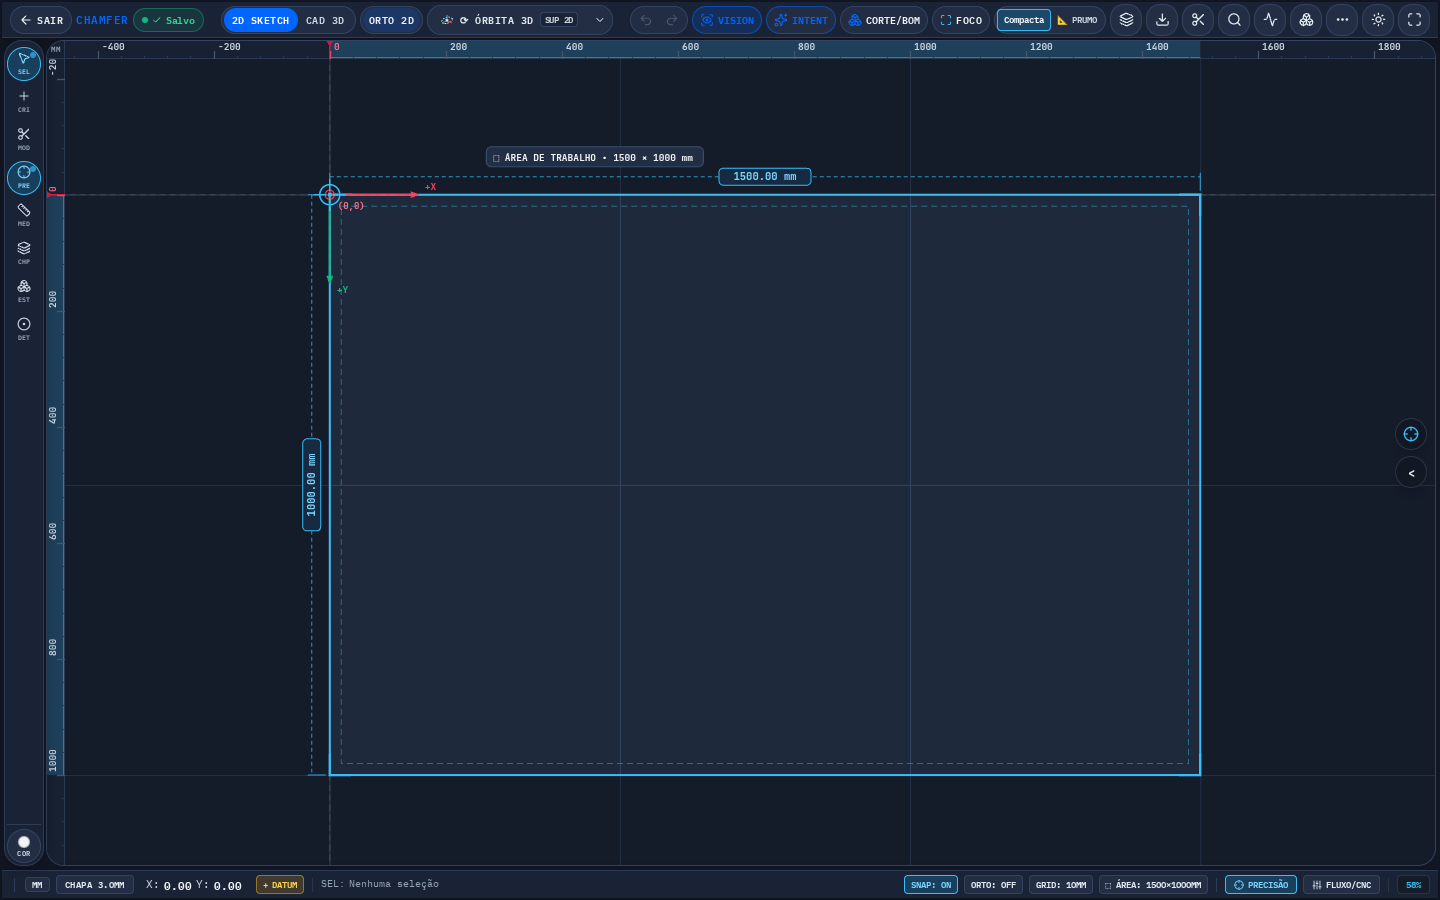 SAIR CHAMFER Salvo 2D SKETCH CAD 3D ORTO 2D ⟳ ÓRBITA 3D SUP 2D VISION INTENT CORTE/BOM FOCO Compacta PRUMO
MM -400 -200 0 200 400 600 800 1000 1200 1400 1600 1800
SEL
CRI
MOD
PRE
MED
CHP
EST
DET
COR
-20
0
200
400
600
800
1000
ÁREA DE TRABALHO • 1500 × 1000 mm
1500.00 mm
+X
(0,0)
+Y
1000.00 mm
<
MM CHAPA 3.0MM X: 0.00 Y: 0.00 + DATUM SEL: Nenhuma seleção SNAP: ON ORTO: OFF GRID: 10MM ÁREA: 1500×1000MM PRECISÃO FLUXO/CNC 58%